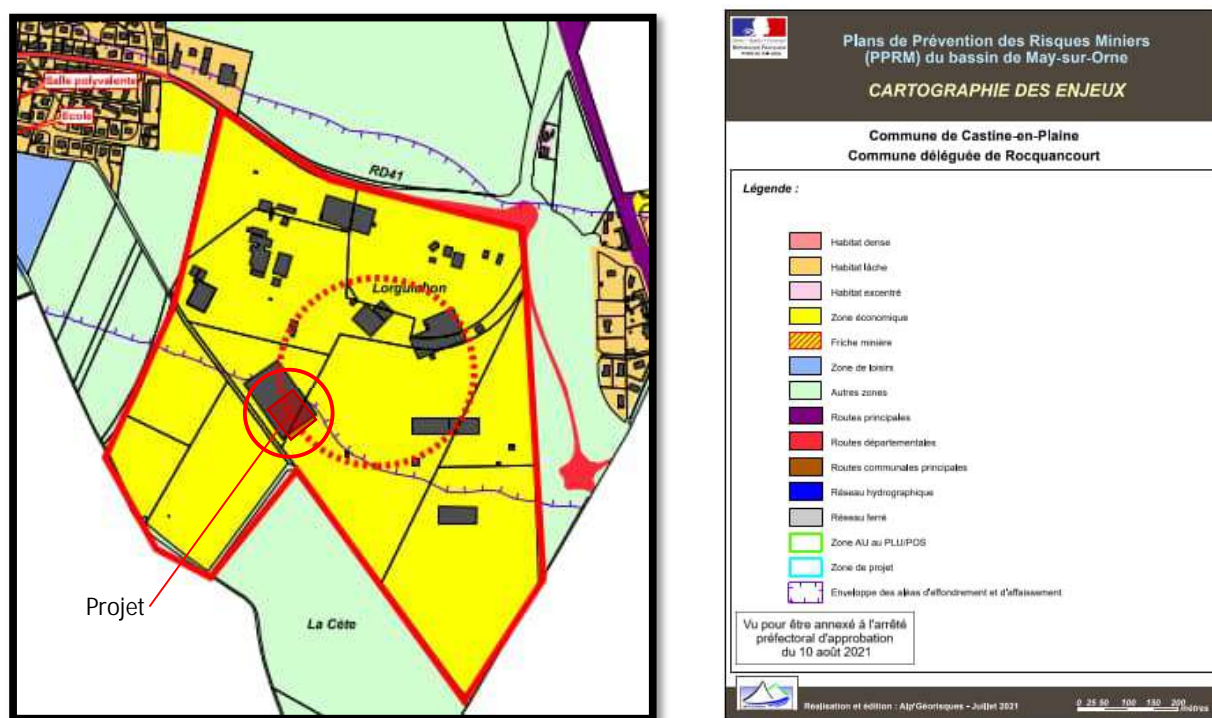 Salle polyvalente
Ecole
RD41
Lorguichon
La Cète
Projet
RÉPUBLIQUE FRANÇAISE
Plans de Prévention des Risques Miniers
(PPRM) du bassin de May-sur-Orne
CARTOGRAPHIE DES ENJEUX
Commune de Castine-en-Plaine
Commune déléguée de Rocquancourt
Légende :
Habitat dense
Habitat lâche
Habitat excentré
Zone économique
Friche minière
Zone de loisirs
Autres zones
Routes principales
Routes départementales
Routes communales principales
Réseau hydrographique
Réseau ferré
Zone AU au PLU/POS
Zone de projet
Enveloppe des aléas d'effondrement et d'affaissement
Vu pour être annexé à l'arrêté
préfectoral d'approbation
du 10 août 2021
Réalisation et édition : Alp'Géorisques - Juillet 2021
0 25 50 100 150 200
mètres